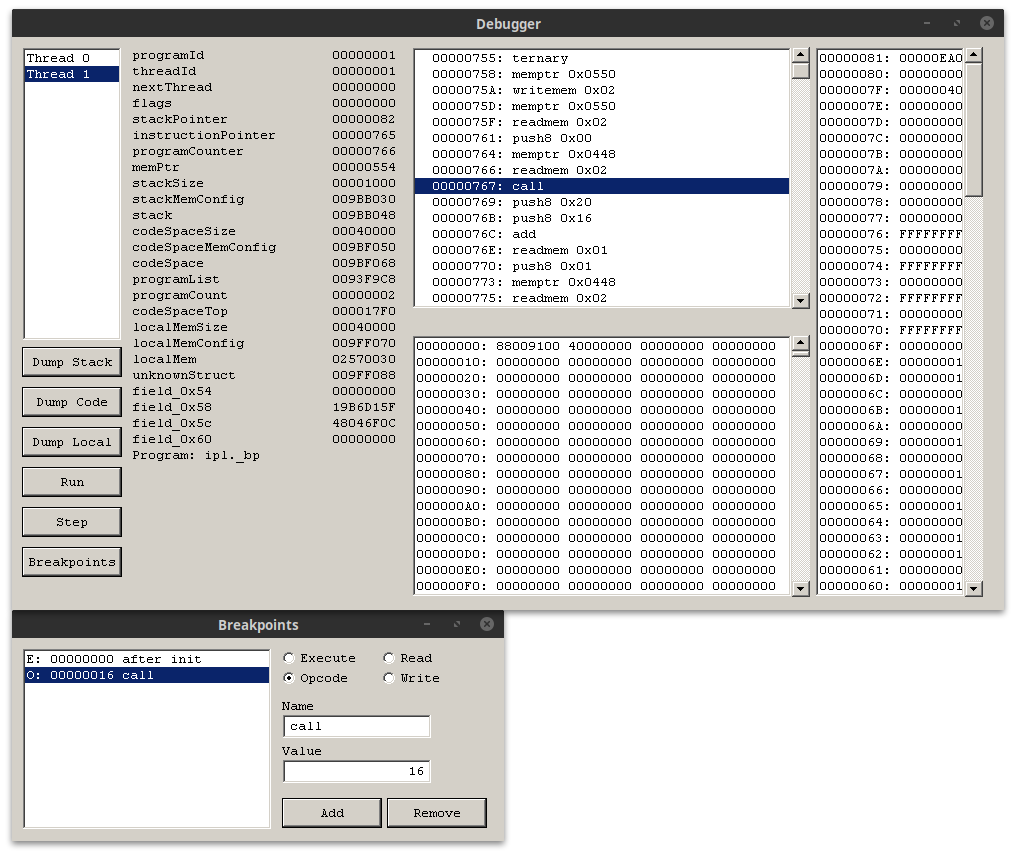 Debugger
Thread 0
Thread 1
Dump Stack
Dump Code
Dump Local
Run
Step
Breakpoints
programId 00000001
threadId 00000001
nextThread 00000000
flags 00000000
stackPointer 00000082
instructionPointer 00000765
programCounter 00000766
memPtr 00000554
stackSize 00001000
stackMemConfig 009BB030
stack 009BB048
codeSpaceSize 00040000
codeSpaceMemConfig 009BF050
codeSpace 009BF068
programList 0093F9C8
programCount 00000002
codeSpaceTop 000017F0
localMemSize 00040000
localMemConfig 009FF070
localMem 02570030
unknownStruct 009FF088
field_0x54 00000000
field_0x58 19B6D15F
field_0x5c 48046F0C
field_0x60 00000000
Program: ipl._bp
00000755: ternary
00000758: memptr 0x0550
0000075A: writemem 0x02
0000075D: memptr 0x0550
0000075F: readmem 0x02
00000761: push8 0x00
00000764: memptr 0x0448
00000766: readmem 0x02
00000767: call
00000769: push8 0x20
0000076B: push8 0x16
0000076C: add
0000076E: readmem 0x01
00000770: push8 0x01
00000773: memptr 0x0448
00000775: readmem 0x02
00000000: 88009100 40000000 00000000 00000000
00000010: 00000000 00000000 00000000 00000000
00000020: 00000000 00000000 00000000 00000000
00000030: 00000000 00000000 00000000 00000000
00000040: 00000000 00000000 00000000 00000000
00000050: 00000000 00000000 00000000 00000000
00000060: 00000000 00000000 00000000 00000000
00000070: 00000000 00000000 00000000 00000000
00000080: 00000000 00000000 00000000 00000000
00000090: 00000000 00000000 00000000 00000000
000000A0: 00000000 00000000 00000000 00000000
000000B0: 00000000 00000000 00000000 00000000
000000C0: 00000000 00000000 00000000 00000000
000000D0: 00000000 00000000 00000000 00000000
000000E0: 00000000 00000000 00000000 00000000
000000F0: 00000000 00000000 00000000 00000000
00000081: 00000EA0
00000080: 00000000
0000007F: 00000040
0000007E: 00000000
0000007D: 00000000
0000007C: 00000000
0000007B: 00000000
0000007A: 00000000
00000079: 00000000
00000078: 00000000
00000077: 00000000
00000076: FFFFFFFF
00000075: 00000000
00000074: FFFFFFFF
00000073: 00000000
00000072: FFFFFFFF
00000071: 00000000
00000070: FFFFFFFF
0000006F: 00000000
0000006E: 00000001
0000006D: 00000001
0000006C: 00000000
0000006B: 00000001
0000006A: 00000000
00000069: 00000001
00000068: 00000000
00000067: 00000001
00000066: 00000000
00000065: 00000001
00000064: 00000000
00000063: 00000001
00000062: 00000001
00000061: 00000000
00000060: 00000001
Breakpoints
E: 00000000 after init
O: 00000016 call
Execute Read
Opcode Write
Name
call
Value
16
Add Remove